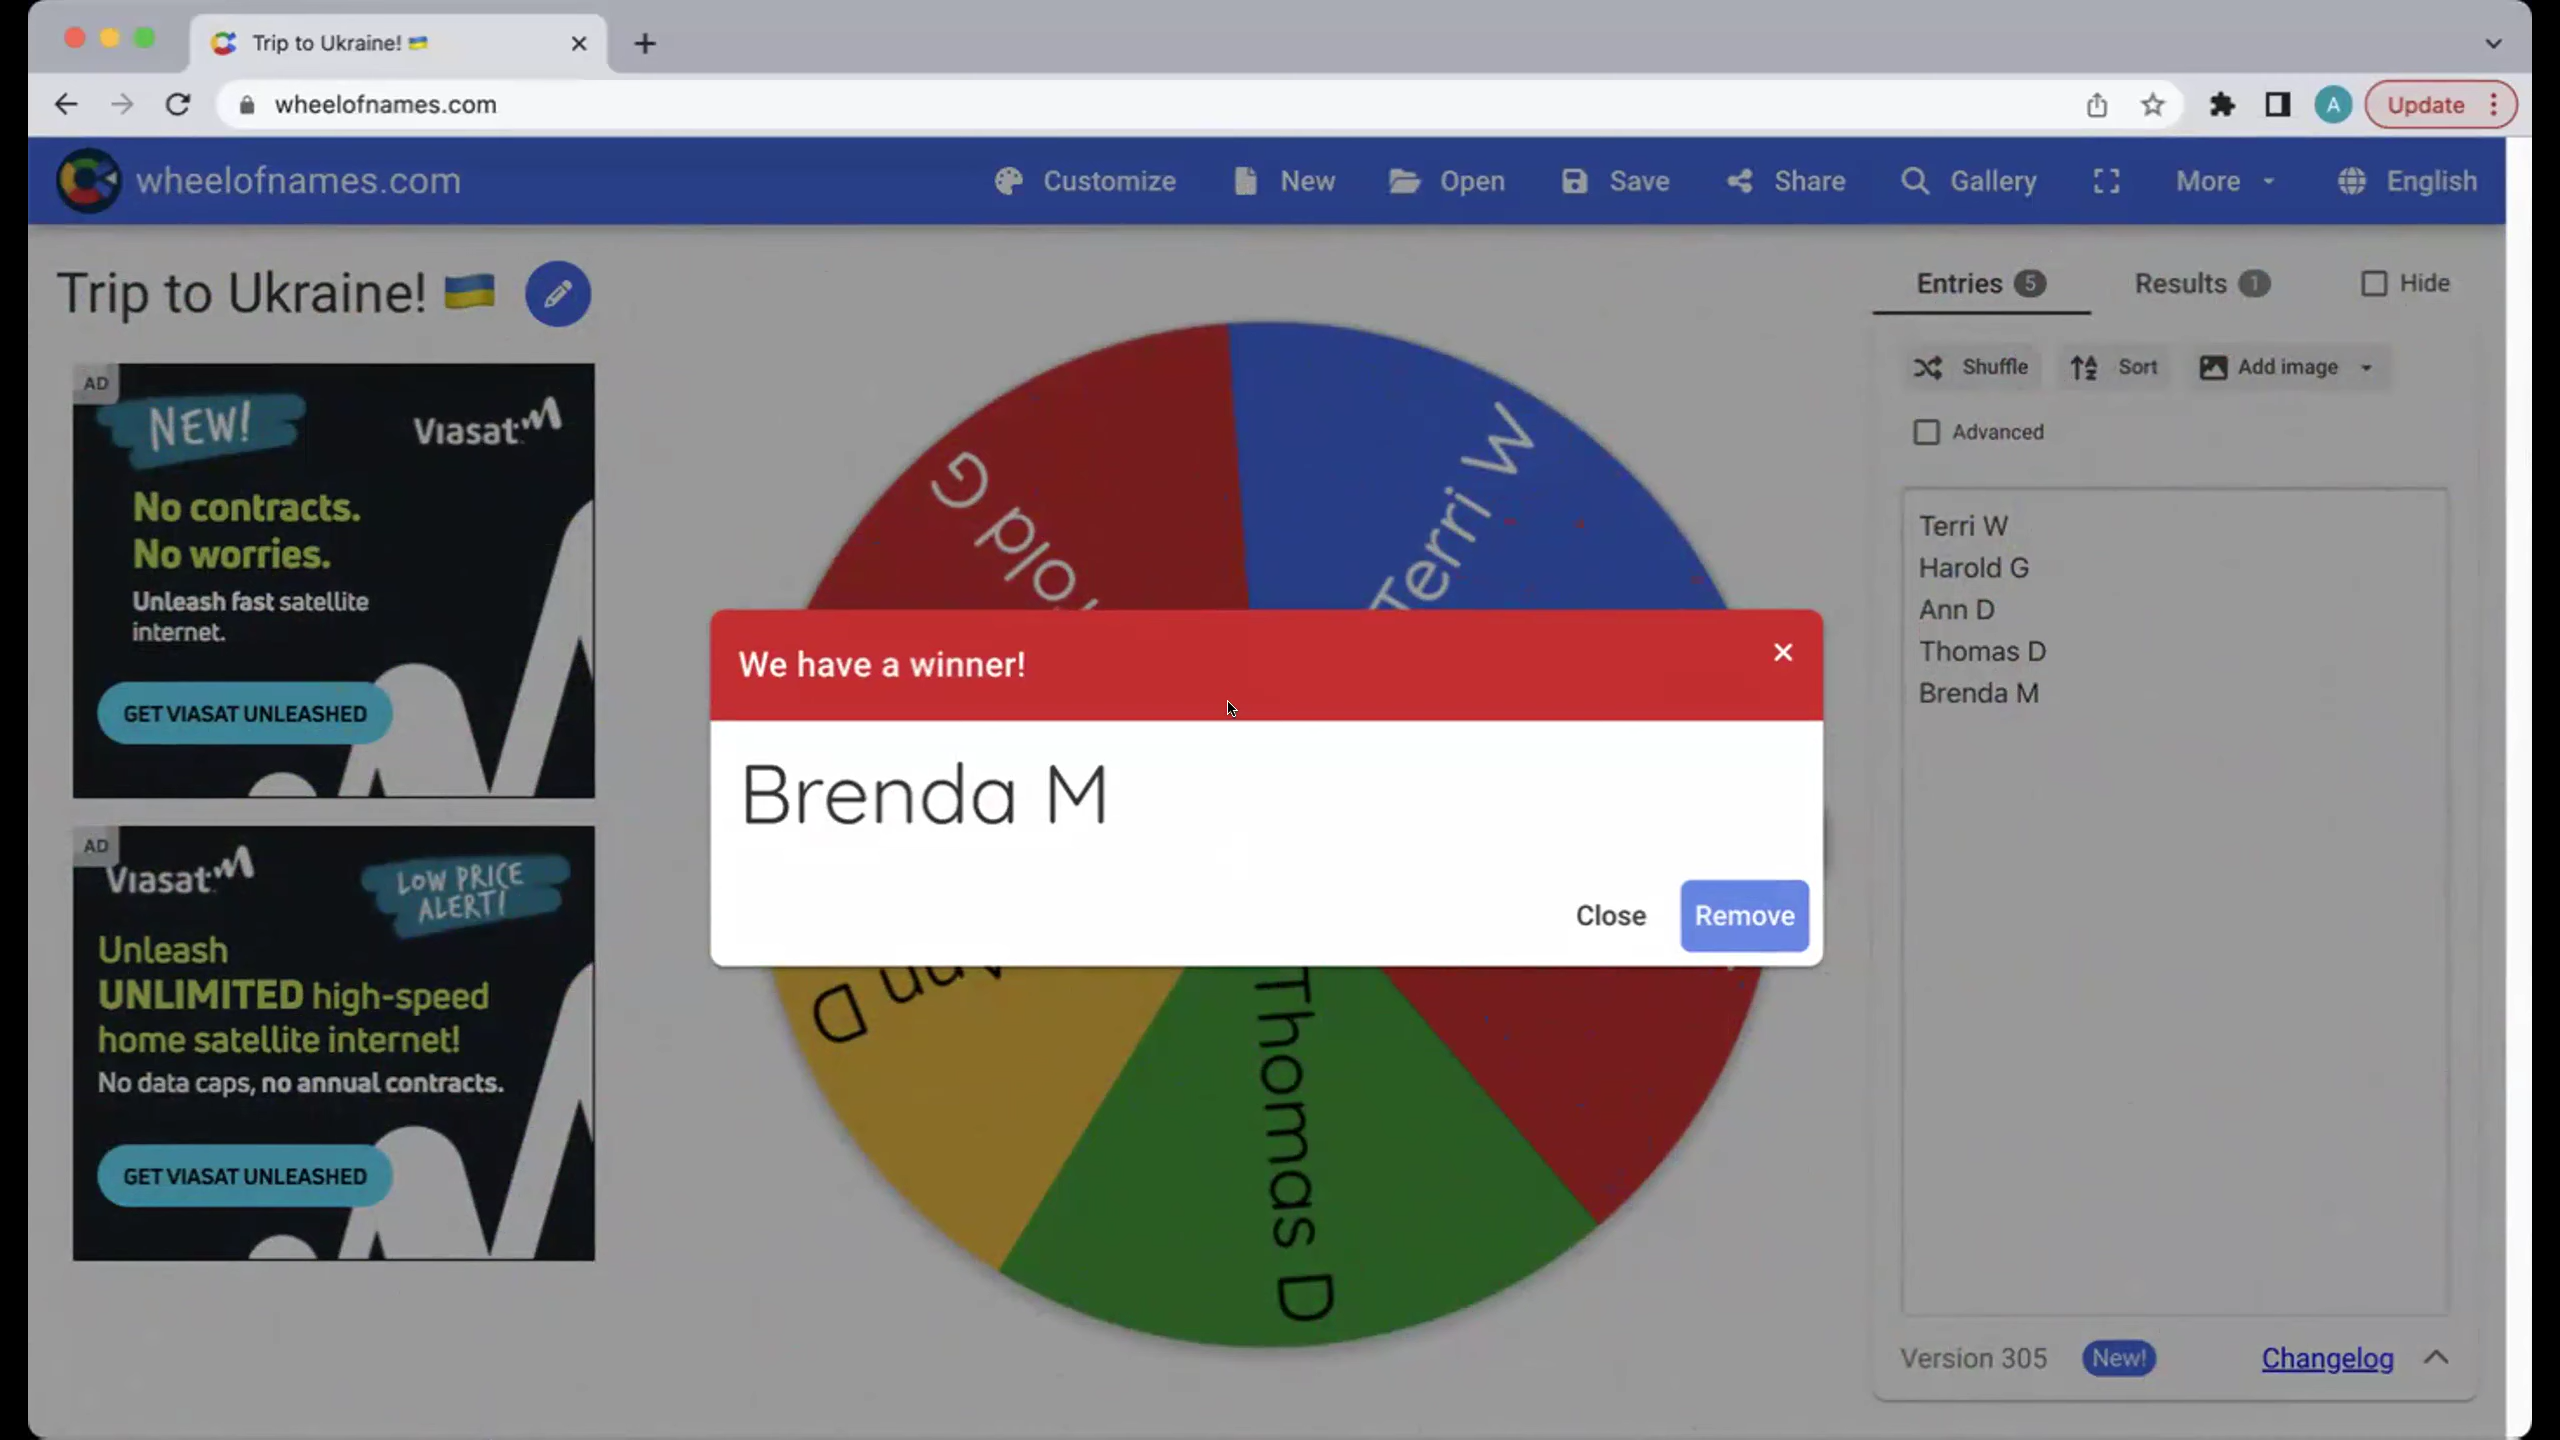 Trip to Ukraine! 🇺🇦
wheelofnames.com
A
Update
wheelofnames.com
Customize
New
Open
Save
Share
Gallery
More
English
Trip to Ukraine! 🇺🇦
AD
NEW!
Viasat
No contracts.
No worries.
Unleash fast satellite
internet.
GET VIASAT UNLEASHED
AD
Viasat
LOW PRICE
ALERT!
Unleash
UNLIMITED high-speed
home satellite internet!
No data caps, no annual contracts.
GET VIASAT UNLEASHED
Terri W
rold G
Ann D
Thomas D
We have a winner!
Brenda M
Close
Remove
Entries 5
Results 1
Hide
Shuffle
Sort
Add image
Advanced
Terri W
Harold G
Ann D
Thomas D
Brenda M
Version 305
New!
Changelog